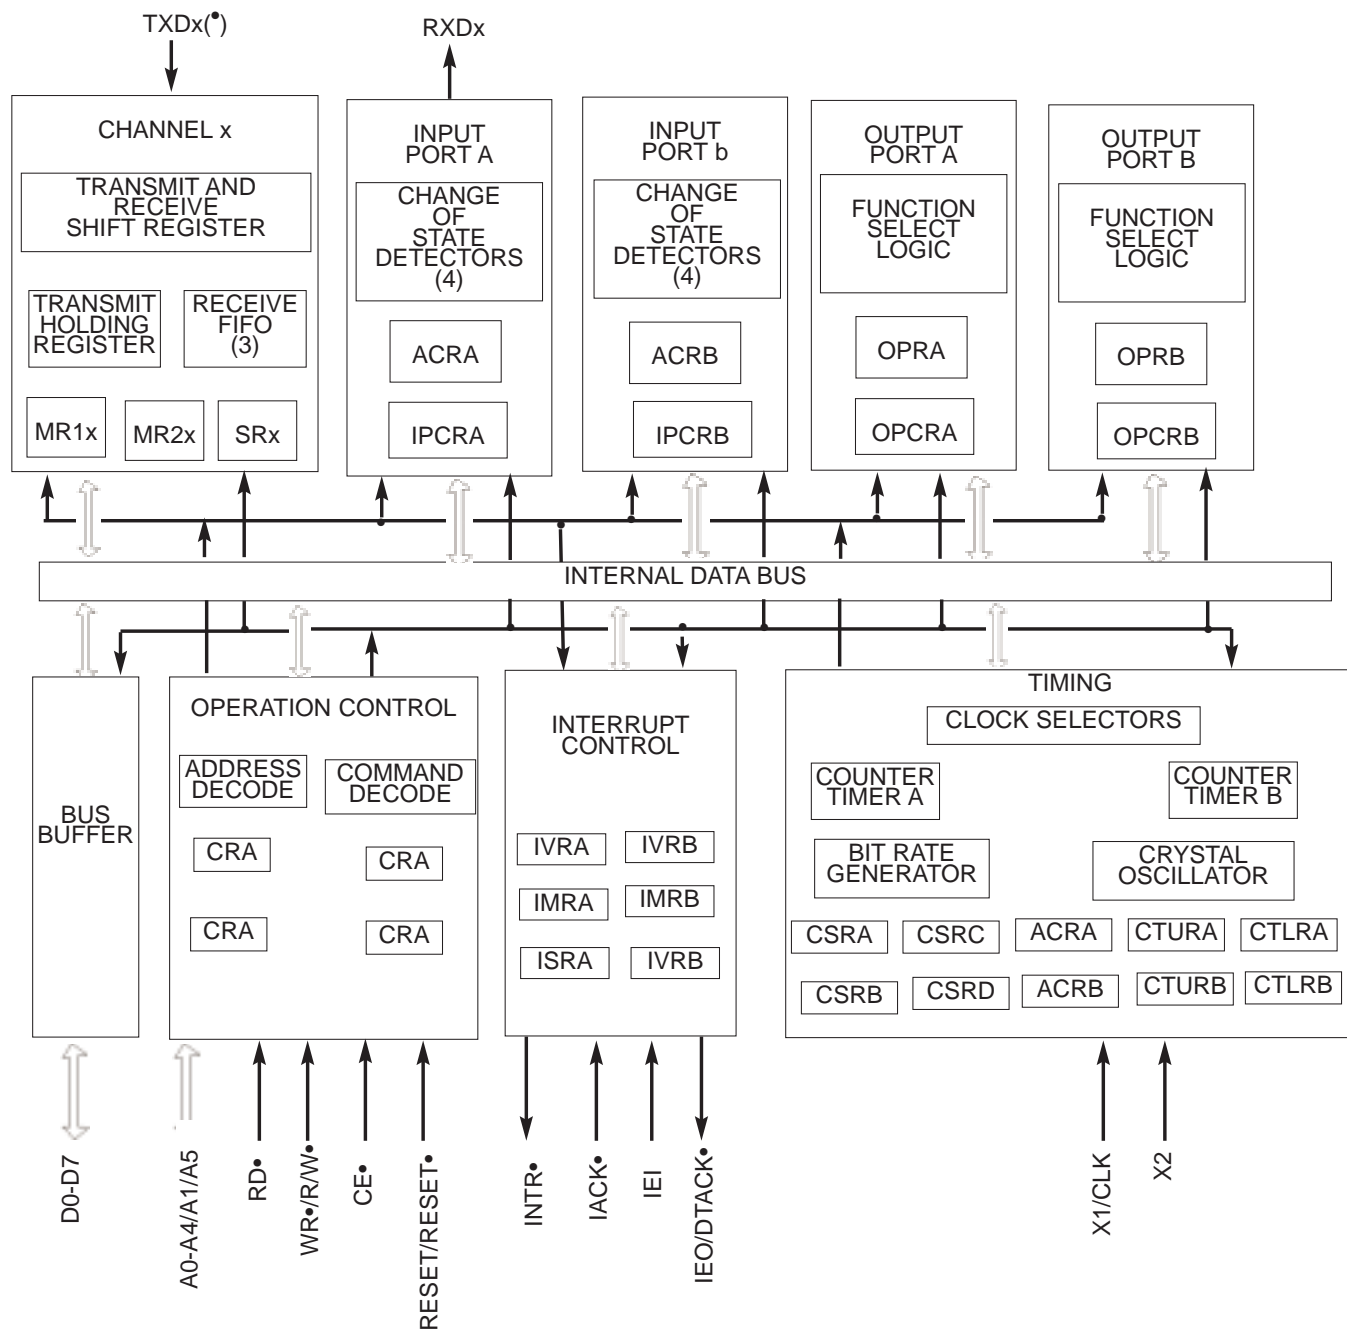 TXDx(•)
RXDx
CHANNEL x
TRANSMIT AND
RECEIVE
SHIFT REGISTER
TRANSMIT
HOLDING
REGISTER
RECEIVE
FIFO
(3)
MR1x
MR2x
SRx
INPUT
PORT A
CHANGE
OF
STATE
DETECTORS
(4)
ACRA
IPCRA
INPUT
PORT b
CHANGE
OF
STATE
DETECTORS
(4)
ACRB
IPCRB
OUTPUT
PORT A
FUNCTION
SELECT
LOGIC
OPRA
OPCRA
OUTPUT
PORT B
FUNCTION
SELECT
LOGIC
OPRB
OPCRB
INTERNAL DATA BUS
BUS
BUFFER
OPERATION CONTROL
ADDRESS
DECODE
COMMAND
DECODE
CRA
CRA
CRA
CRA
INTERRUPT
CONTROL
IVRA
IVRB
IMRA
IMRB
ISRA
IVRB
TIMING
CLOCK SELECTORS
COUNTER
TIMER A
COUNTER
TIMER B
BIT RATE
GENERATOR
CRYSTAL
OSCILLATOR
CSRA
CSRC
ACRA
CTURA
CTLRA
CSRB
CSRD
ACRB
CTURB
CTLRB
D0-D7
A0-A4/A1/A5
RD•
WR•/R/W•
CE•
RESET/RESET•
INTR•
IACK•
IEI
IEO/DTACK•
X1/CLK
X2